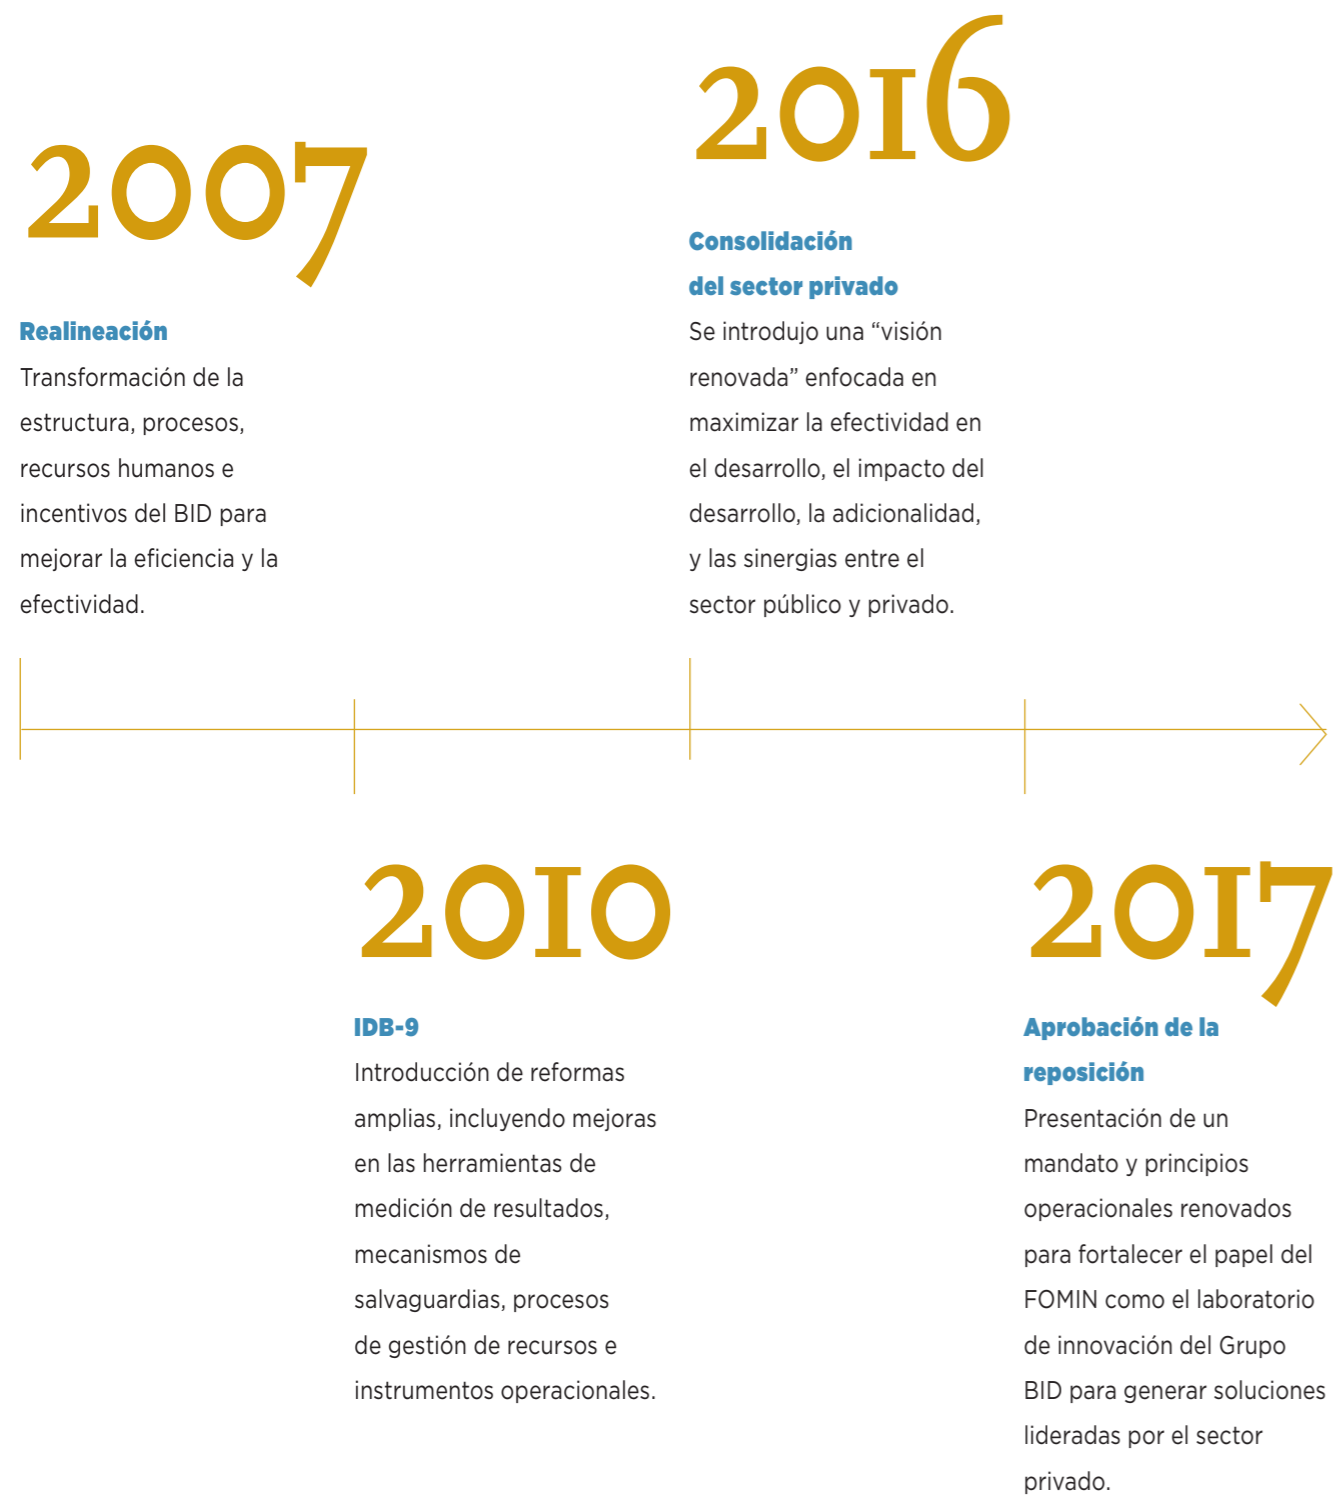 2007
Realineación
Transformación de la
estructura, procesos,
recursos humanos e
incentivos del BID para
mejorar la eficiencia y la
efectividad.
2010
IDB-9
Introducción de reformas
amplias, incluyendo mejoras
en las herramientas de
medición de resultados,
mecanismos de
salvaguardias, procesos
de gestión de recursos e
instrumentos operacionales.
2016
Consolidación
del sector privado
Se introdujo una “visión
renovada” enfocada en
maximizar la efectividad en
el desarrollo, el impacto del
desarrollo, la adicionalidad,
y las sinergias entre el
sector público y privado.
2017
Aprobación de la
reposición
Presentación de un
mandato y principios
operacionales renovados
para fortalecer el papel del
FOMIN como el laboratorio
de innovación del Grupo
BID para generar soluciones
lideradas por el sector
privado.